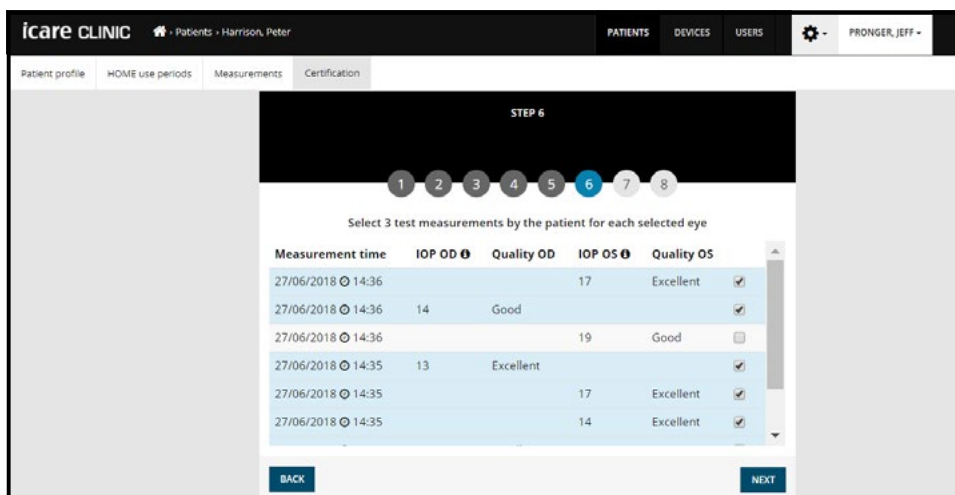 icare CLINIC › Patients › Harrison, Peter PATIENTS DEVICES USERS PRONGER, JEFF
Patient profile HOME use periods Measurements Certification
STEP 6
1 2 3 4 5 6 7 8
Select 3 test measurements by the patient for each selected eye
Measurement time IOP OD Quality OD IOP OS Quality OS
27/06/2018 14:36 17 Excellent
27/06/2018 14:36 14 Good
27/06/2018 14:36 19 Good
27/06/2018 14:35 13 Excellent
27/06/2018 14:35 17 Excellent
27/06/2018 14:35 14 Excellent
BACK NEXT